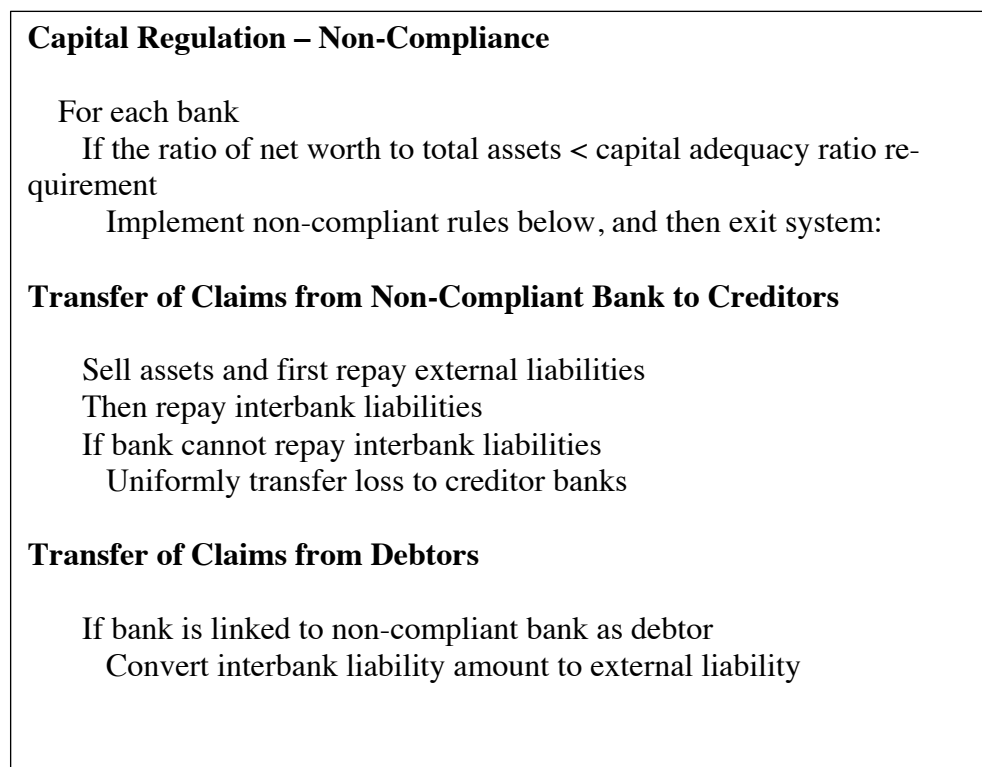 Capital Regulation – Non-Compliance
For each bank
If the ratio of net worth to total assets < capital adequacy ratio re-
quirement
Implement non-compliant rules below, and then exit system:
Transfer of Claims from Non-Compliant Bank to Creditors
Sell assets and first repay external liabilities
Then repay interbank liabilities
If bank cannot repay interbank liabilities
Uniformly transfer loss to creditor banks
Transfer of Claims from Debtors
If bank is linked to non-compliant bank as debtor
Convert interbank liability amount to external liability